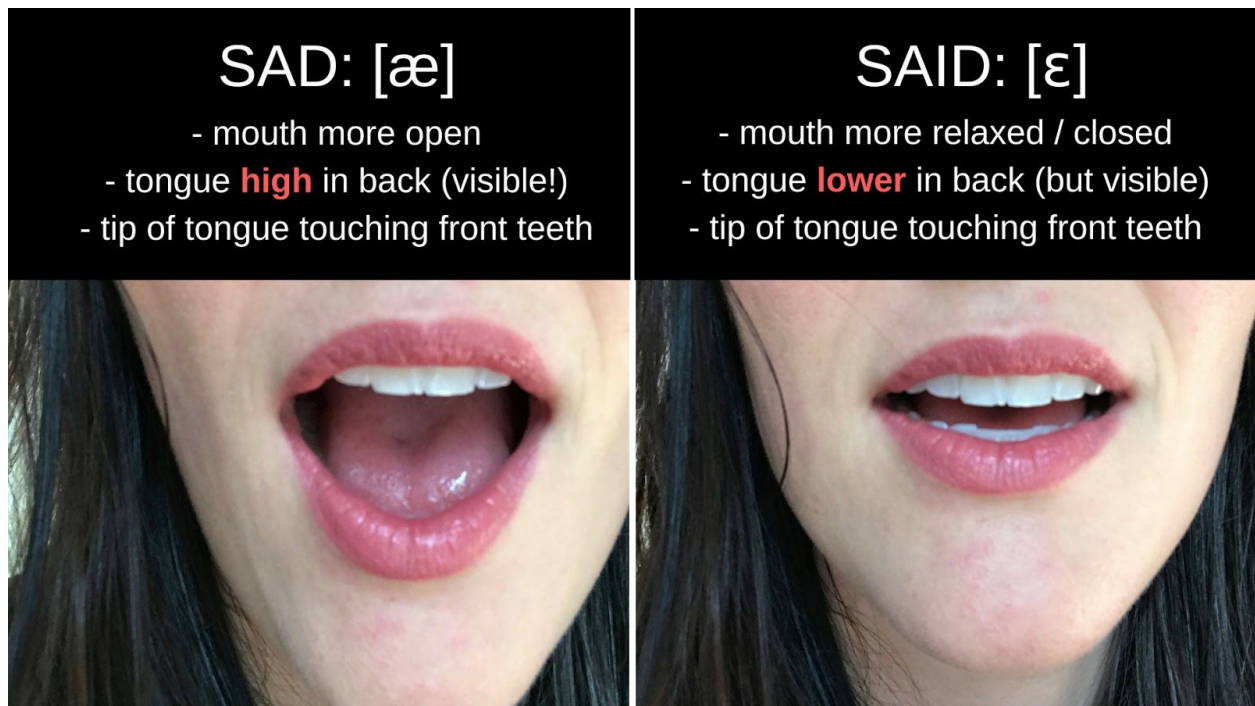 SAD: [æ]
- mouth more open
- tongue high in back (visible!)
- tip of tongue touching front teeth
SAID: [ɛ]
- mouth more relaxed / closed
- tongue lower in back (but visible)
- tip of tongue touching front teeth